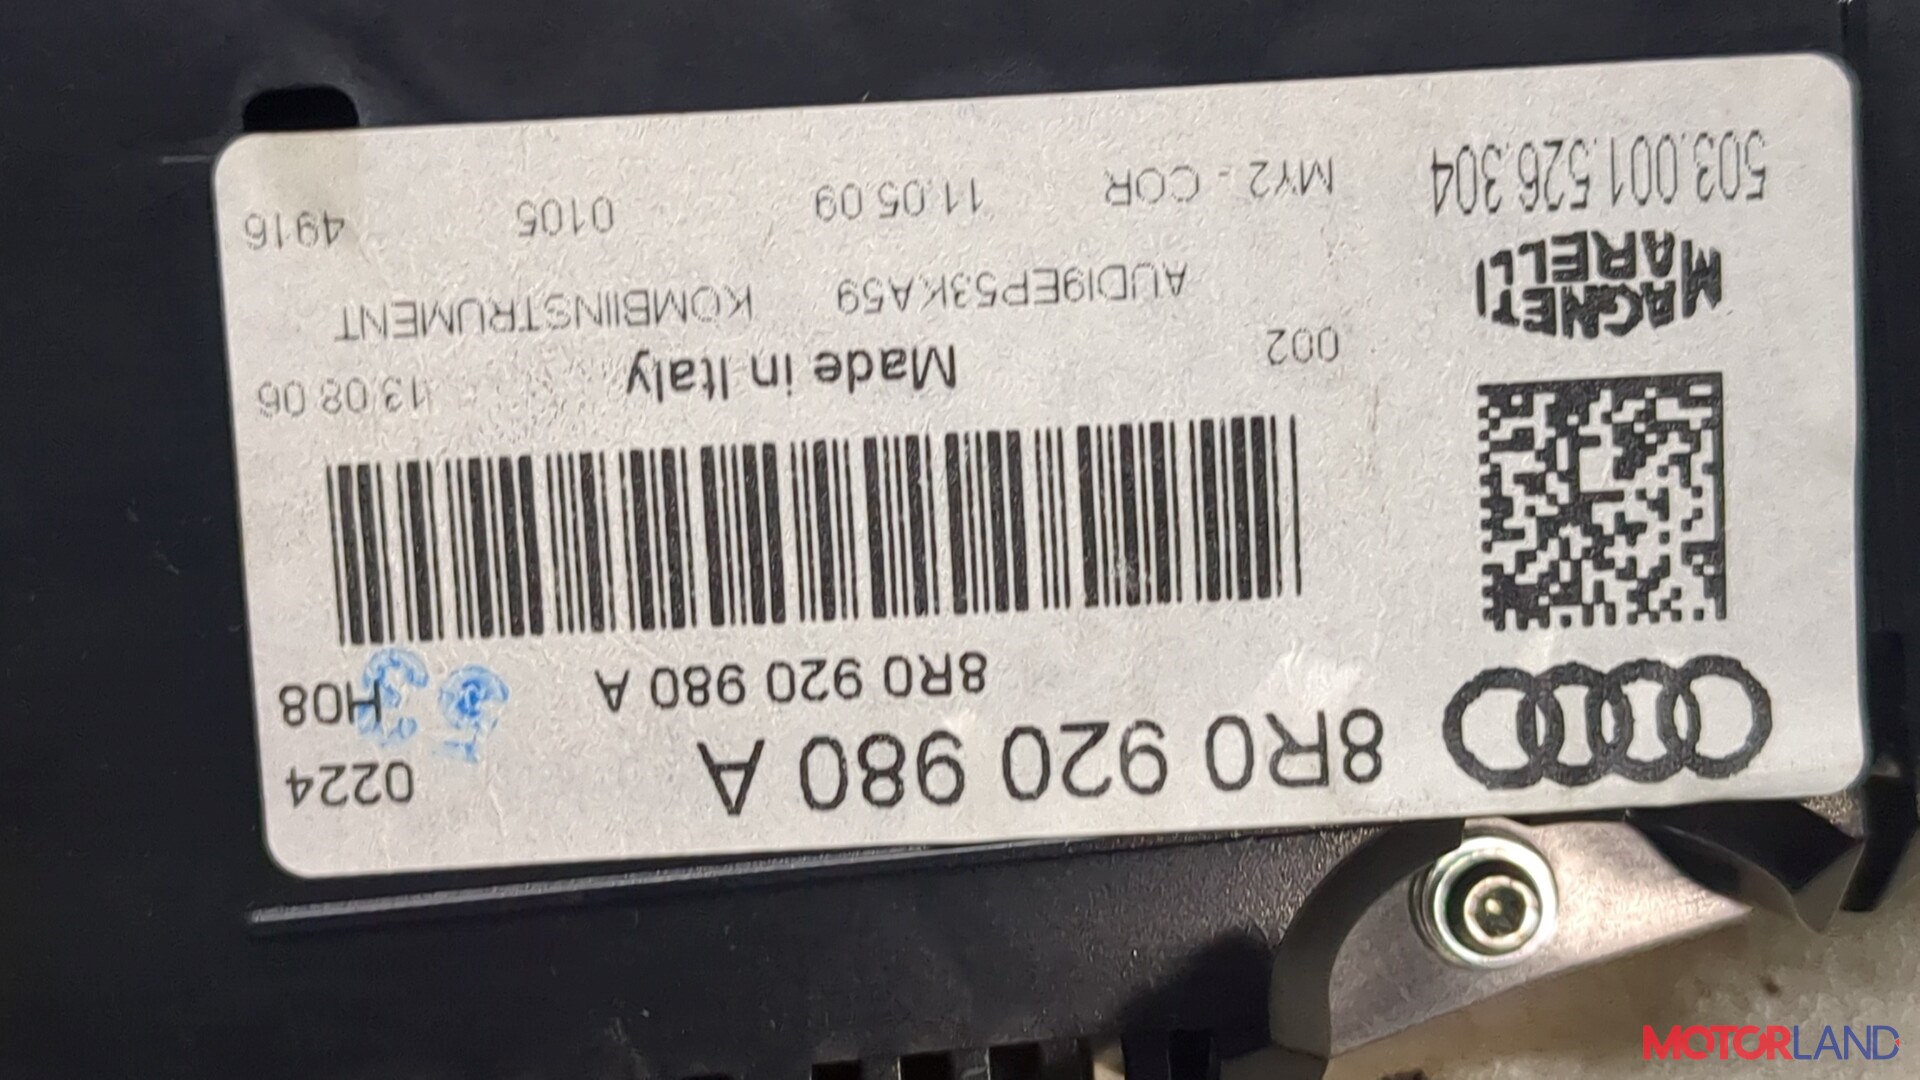 8R0 920 980 A
0224
8R0 920 980 A
H08
002
Made in Italy
13:08:06
AUDI9EP53KA59 KOMBIINSTRUMENT
MAGNETI
MARELLI
503.001.526.304
MY2 - COR 11.05.09 0105 4916
MOTORLAND